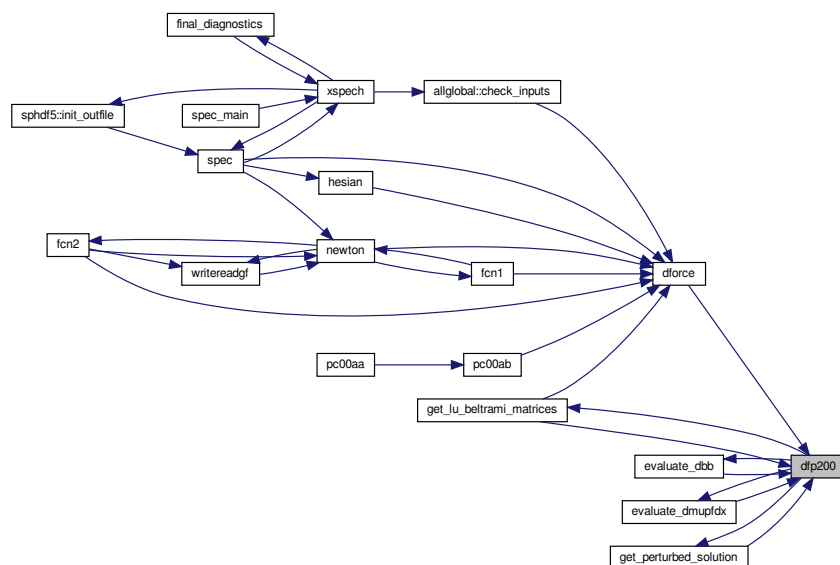 final_diagnostics
xspech
allglobal::check_inputs
sphdf5::init_outfile
spec_main
spec
hesian
fcn2
newton
writereadgf
fcn1
dforce
pc00aa
pc00ab
get_lu_beltrami_matrices
evaluate_dbb
dfp200
evaluate_dmupfdx
get_perturbed_solution